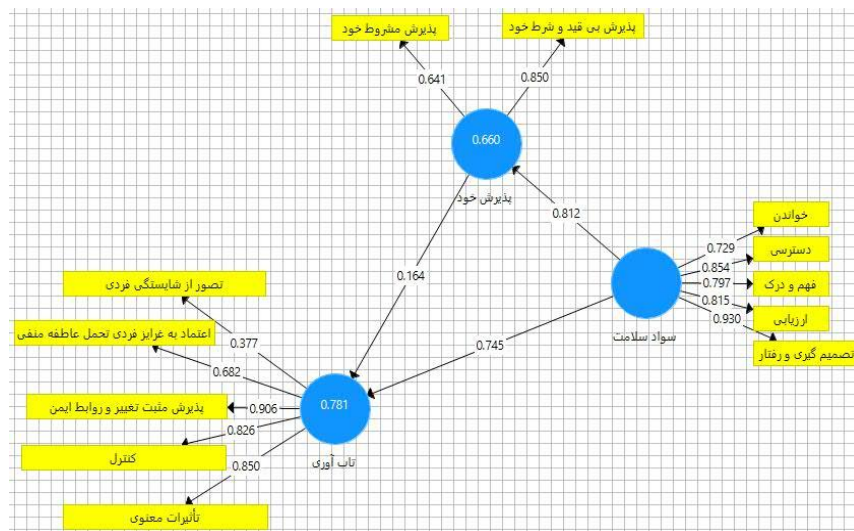 پذیرش بی قید و شرط خود
پذیرش مشروط خود
0.850
0.641
0.660
پذیرش خود
0.812
خواندن
0.729
دسترسی
0.854
فهم و درک
0.797
ارزیابی
0.815
تصمیم گیری و رفتار
0.930
سواد سلامت
0.164
0.745
تصور از شایستگی فردی
0.377
اعتماد به غرایز فردی تحمل عاطفه منفی
0.682
پذیرش مثبت تغییر و روابط ایمن
0.906
0.781
کنترل
0.826
تاب آوری
0.850
تأثیرات معنوی